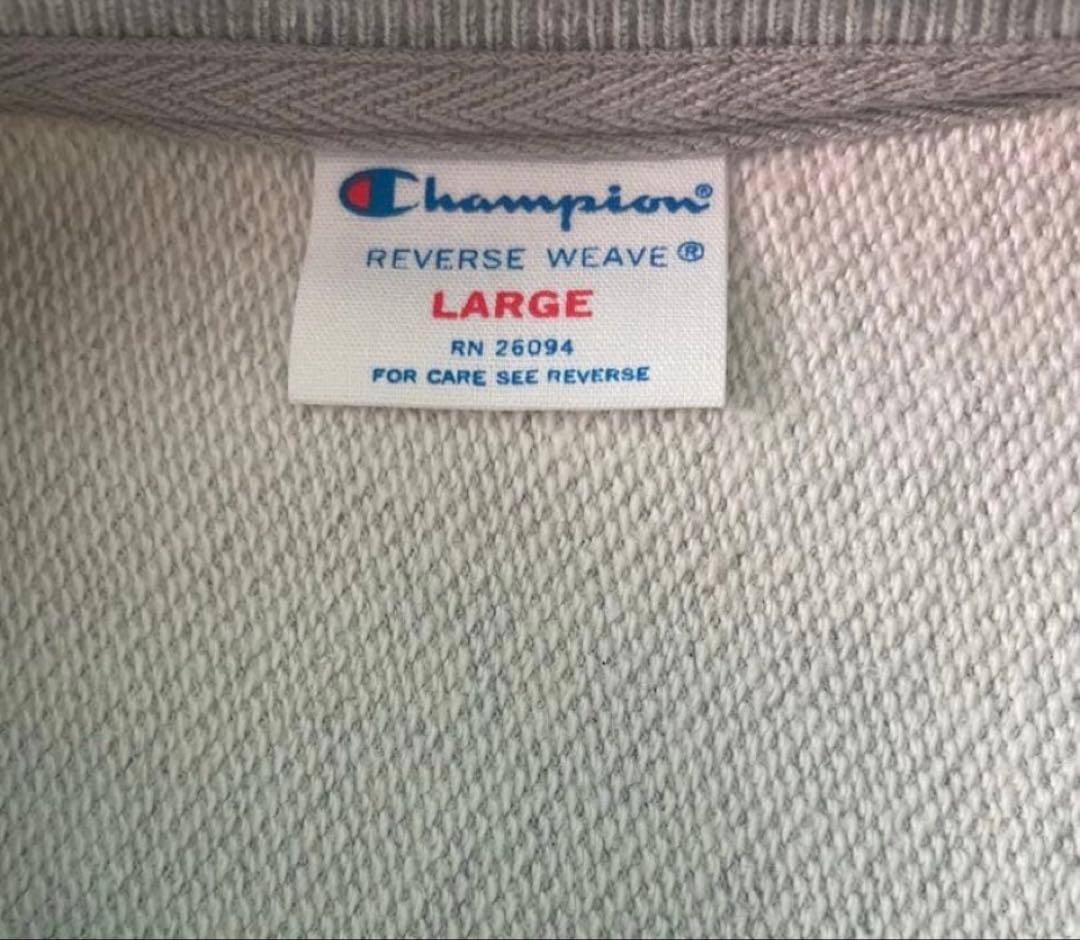 Champion®
REVERSE WEAVE®
LARGE
RN 26094
FOR CARE SEE REVERSE